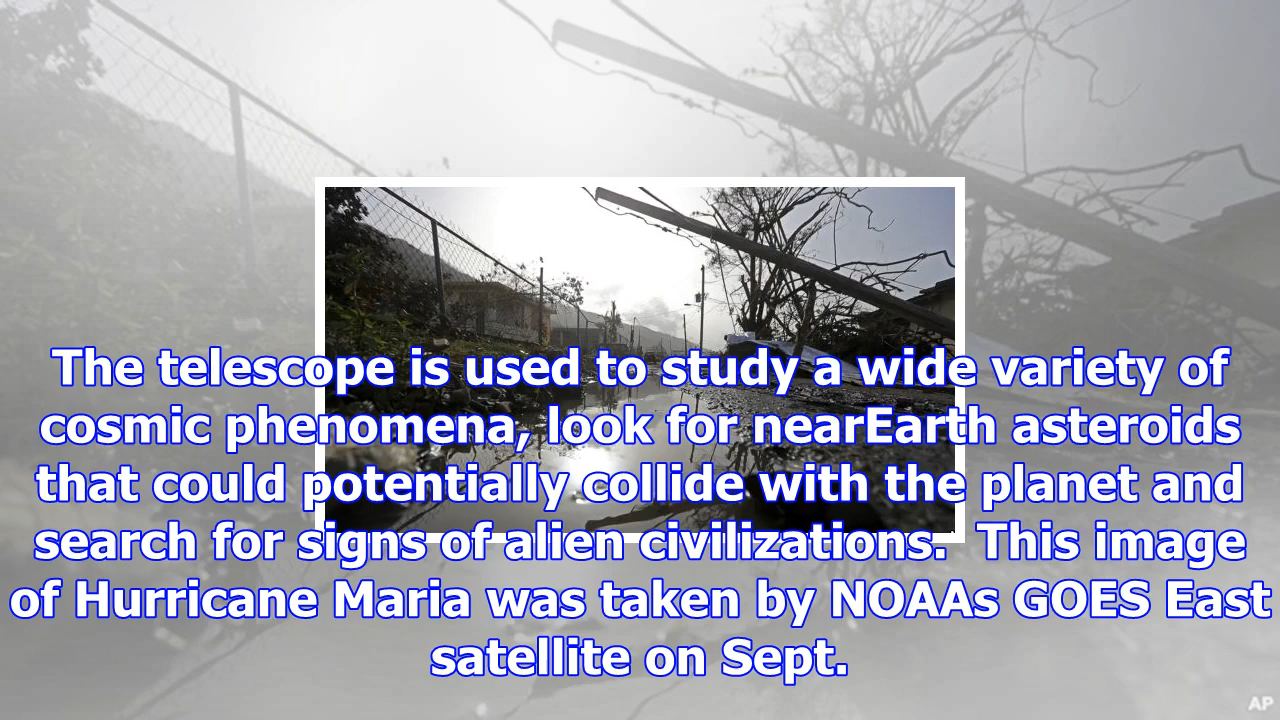 The telescope is used to study a wide variety of
cosmic phenomena, look for nearEarth asteroids
that could potentially collide with the planet and
search for signs of alien civilizations.  This image
of Hurricane Maria was taken by NOAAs GOES East
satellite on Sept.
AP